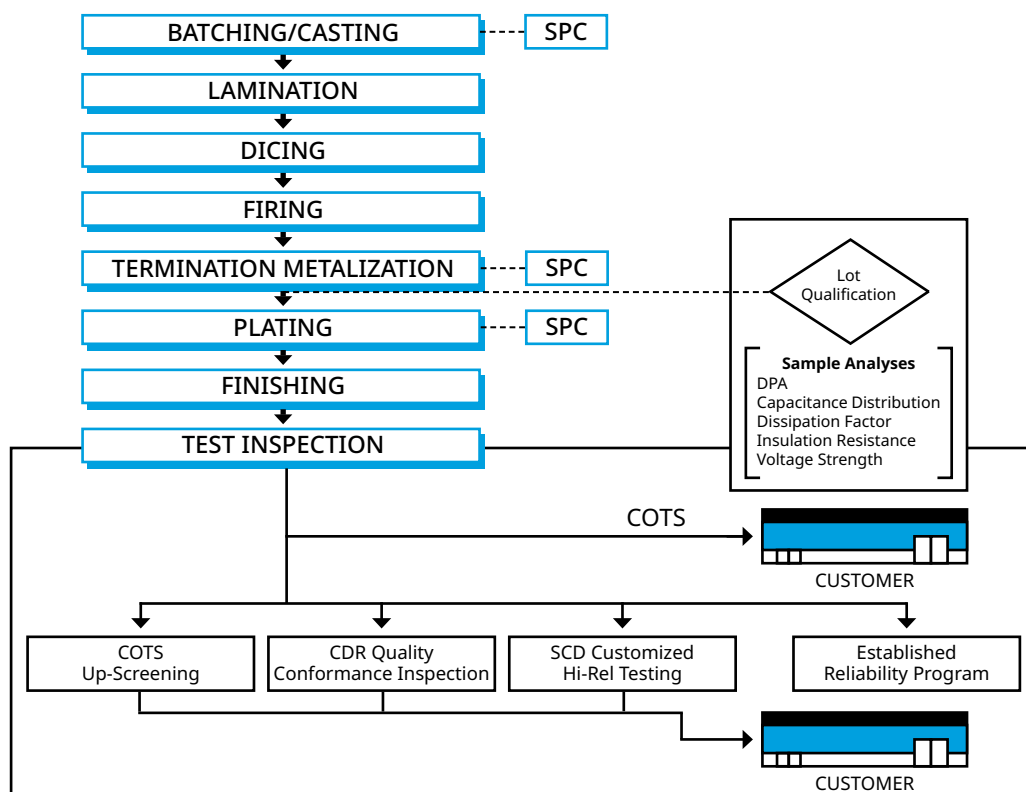 BATCHING/CASTING
SPC
LAMINATION
DICING
FIRING
TERMINATION METALIZATION
SPC
Lot
Qualification
PLATING
SPC
Sample Analyses
DPA
Capacitance Distribution
Dissipation Factor
Insulation Resistance
Voltage Strength
FINISHING
TEST INSPECTION
COTS
CUSTOMER
COTS
Up-Screening
CDR Quality
Conformance Inspection
SCD Customized
Hi-Rel Testing
Established
Reliability Program
CUSTOMER